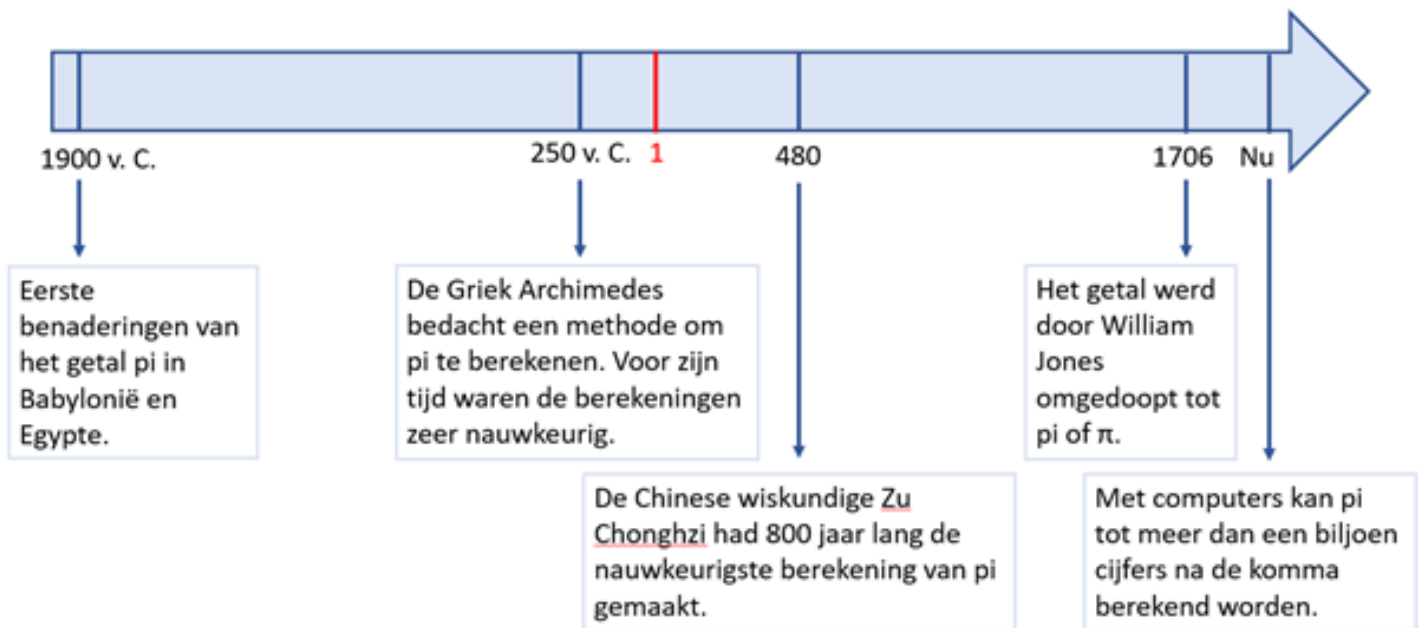 1900 v. C.
250 v. C.
1
480
1706
Nu
Eerste
benaderingen van
het getal pi in
Babylonië en
Egypte.
De Griek Archimedes
bedacht een methode om
pi te berekenen. Voor zijn
tijd waren de berekeningen
zeer nauwkeurig.
De Chinese wiskundige Zu
Chonghzi had 800 jaar lang de
nauwkeurigste berekening van pi
gemaakt.
Het getal werd
door William
Jones
omgedoopt tot
pi of π.
Met computers kan pi
tot meer dan een biljoen
cijfers na de komma
berekend worden.